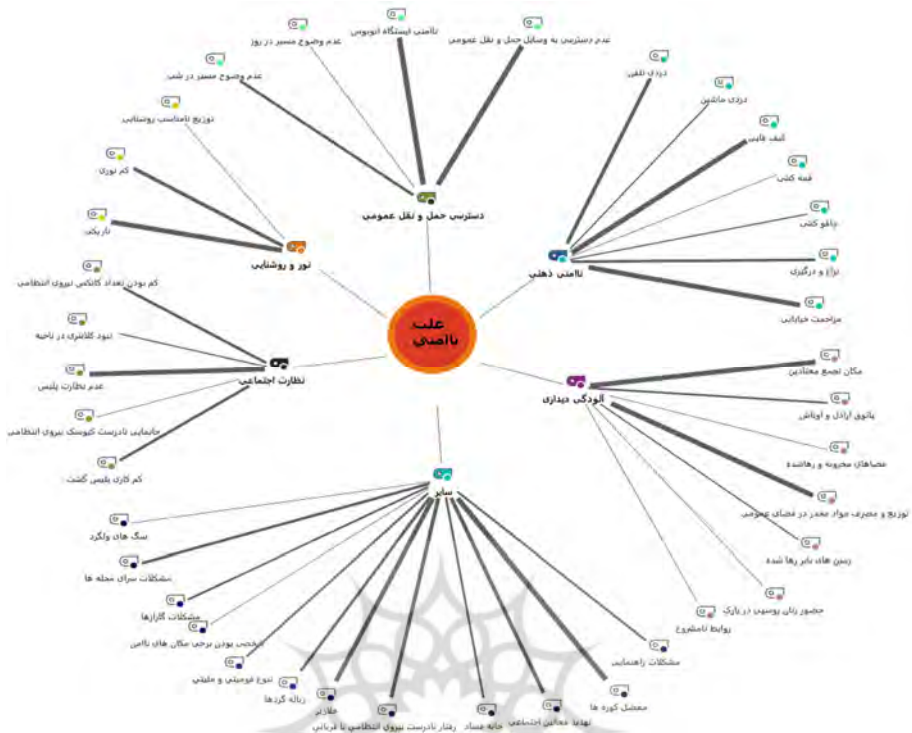 علت
ناامنی
دسترسی حمل و نقل عمومی
عدم دسترسی به وسایل حمل و نقل عمومی
ناامنی ایستگاه اتوبوس
عدم وضوح مسیر در روز
عدم وضوح مسیر در شب
نور و روشنایی
توزیع نامناسب روشنایی
کم نوری
تاریکی
نظارت اجتماعی
کم بودن تعداد کانکس نیروی انتظامی
نبود کلانتری در ناحیه
عدم نظارت پلیس
جانمایی نادرست کیوسک نیروی انتظامی
کم کاری پلیس گشت
سایر
سگ های ولگرد
مشکلات سرای محله ها
مشکلات گاراژها
شخصی بودن برخی مکان های ناامن
تنوع قومیتی و ملیتی
زباله گردها
رفتار نادرست نیروی انتظامی با قربانی
خانه فساد
تهدید معالین اجتماعی
معضل کوره ها
مشکلات راهنمایی
آلودگی دیداری
مکان تجمع معتادین
پاتوق اراذل و اوباش
فضاهای مخروبه و رهاشده
توزیع و مصرف مواد مخدر در فضای عمومی
زمین های بایر رها شده
حضور زنان روسپی در پارک
روابط نامشروع
ناامنی ذهنی
دزدی تلفن
دزدی ماشین
کیف قاپی
قمه کشی
چاقو کشی
نزاع و درگیری
مزاحمت خیابانی